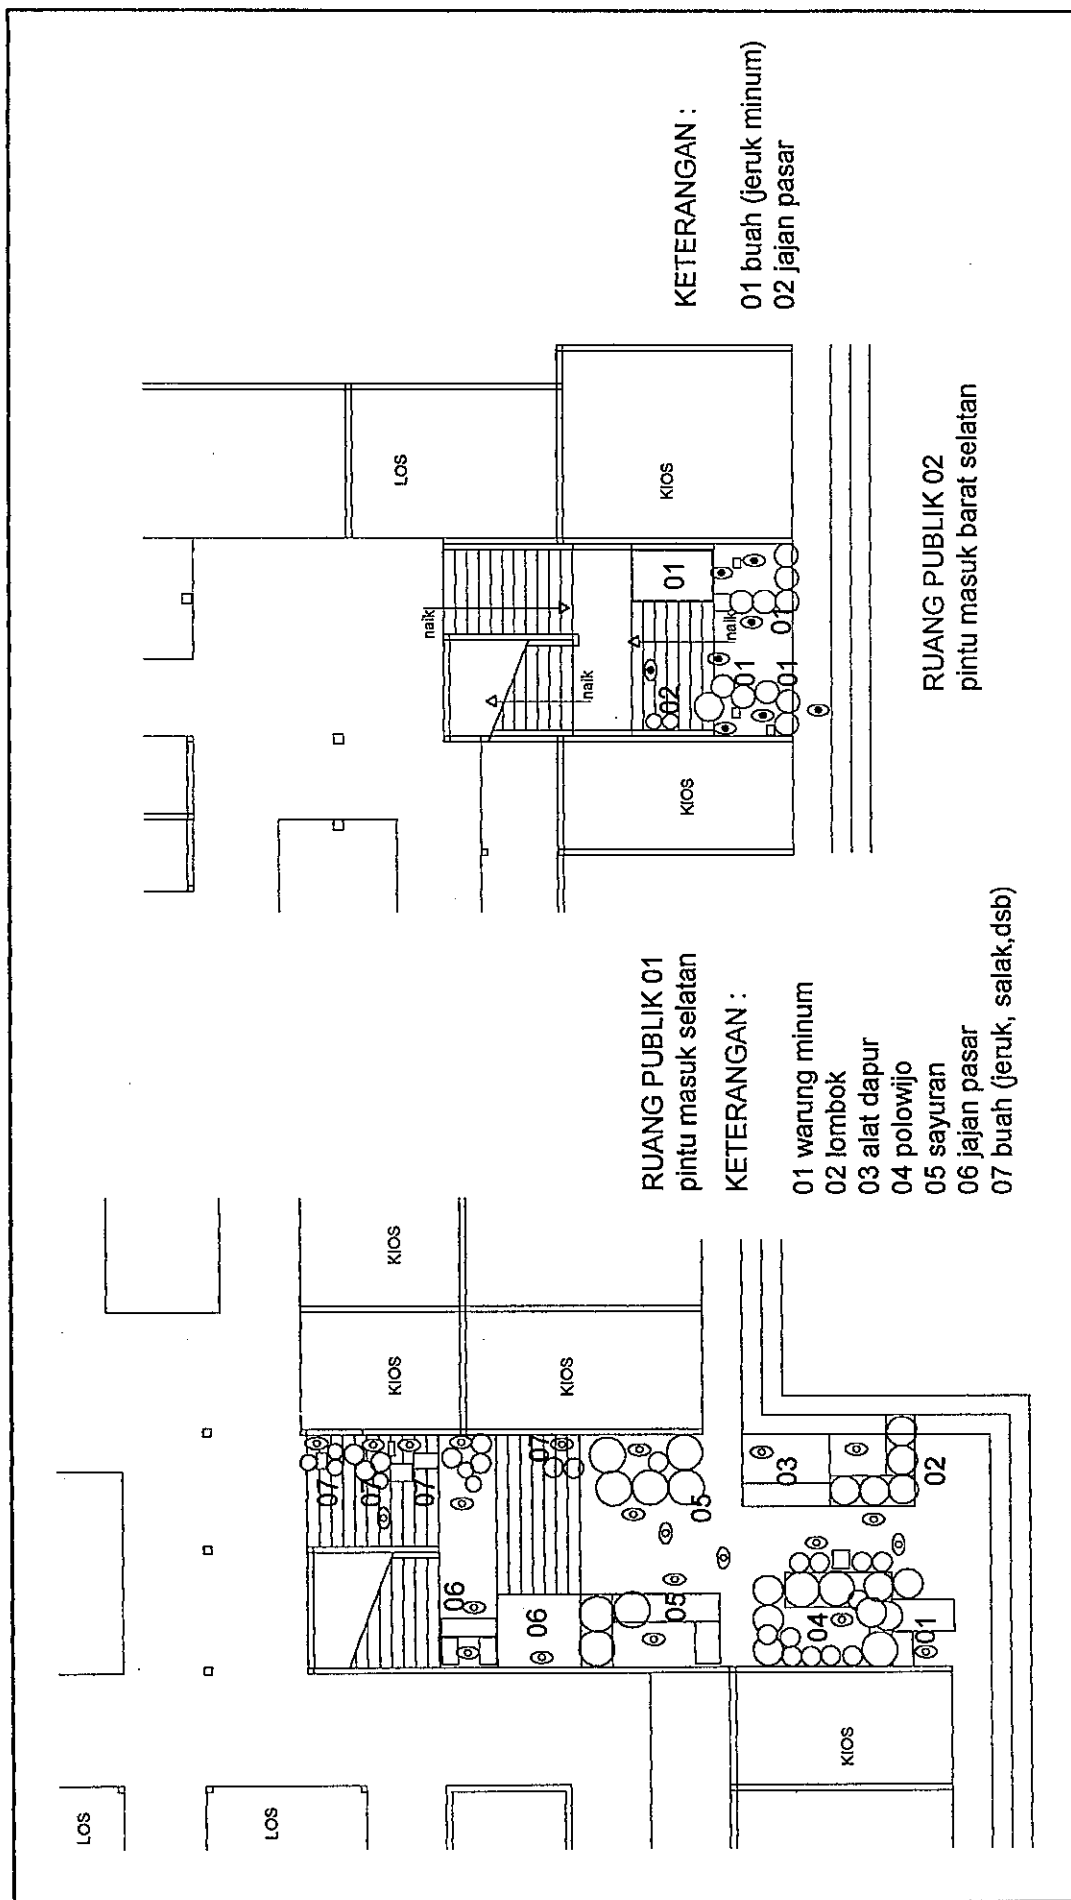 LOS
LOS
KIOS
KIOS
KIOS
KIOS
07
07
07
07
06
06
05
05
04
03
02
01
RUANG PUBLIK 01
pintu masuk selatan
KETERANGAN :
01 warung minum
02 lombok
03 alat dapur
04 polowijo
05 sayuran
06 jajan pasar
07 buah (jeruk, salak,dsb)
LOS
KIOS
KIOS
naik
naik
naik
01
02
01
01
01
RUANG PUBLIK 02
pintu masuk barat selatan
KETERANGAN :
01 buah (jeruk minum)
02 jajan pasar